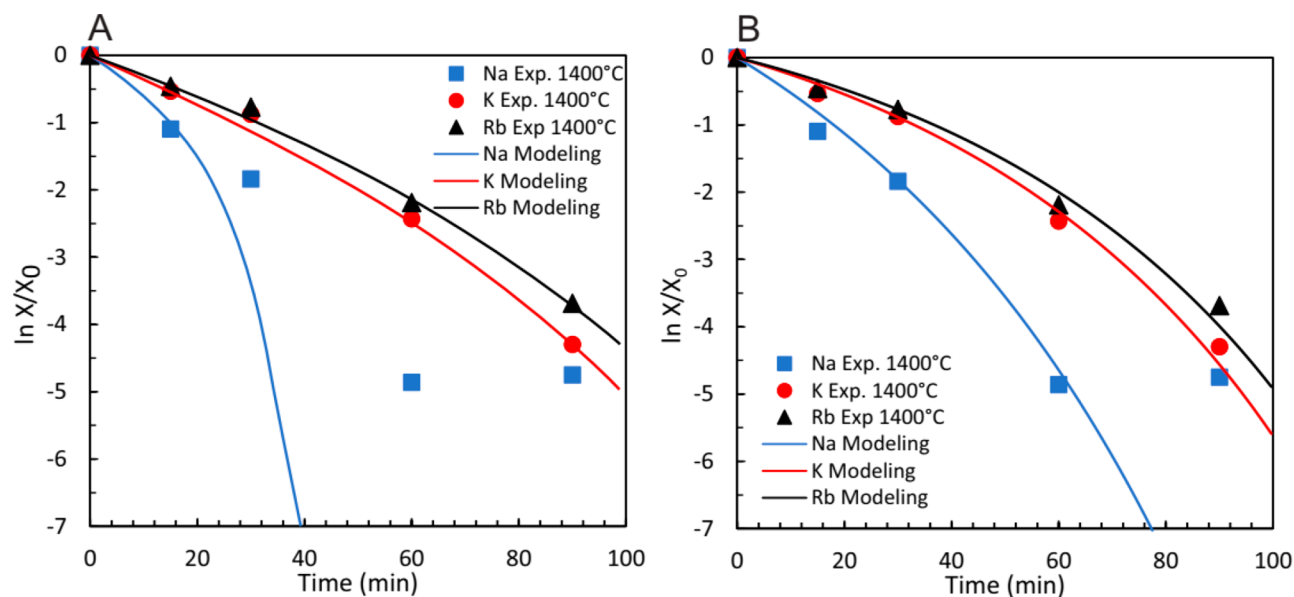 A
-0
-1
-2
-3
-4
-5
-6
-7
ln X/X0
0
20
40
60
80
100
Time (min)
Na Exp. 1400°C
K Exp. 1400°C
Rb Exp 1400°C
Na Modeling
K Modeling
Rb Modeling
B
0
-1
-2
-3
-4
-5
-6
-7
ln X/X0
0
20
40
60
80
100
Time (min)
Na Exp. 1400°C
K Exp. 1400°C
Rb Exp 1400°C
Na Modeling
K Modeling
Rb Modeling